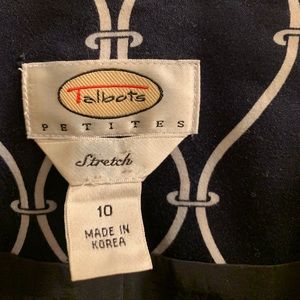 Talbots
PETITES
Stretch
10
MADE IN
KOREA